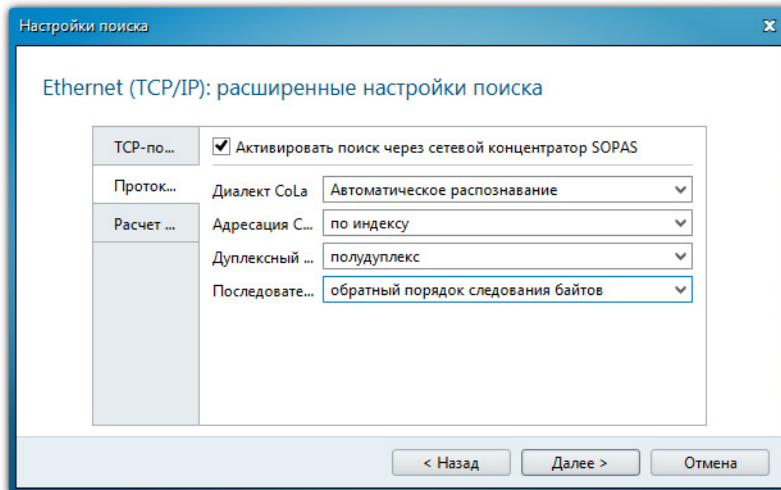 Настройки поиска
Ethernet (TCP/IP): расширенные настройки поиска
TCP-по...
Активировать поиск через сетевой концентратор SOPAS
Проток...
Диалект CoLa Автоматическое распознавание
Расчет ...
Адресация С... по индексу
Дуплексный ... полудуплекс
Последовате... обратный порядок следования байтов
< Назад Далее > Отмена